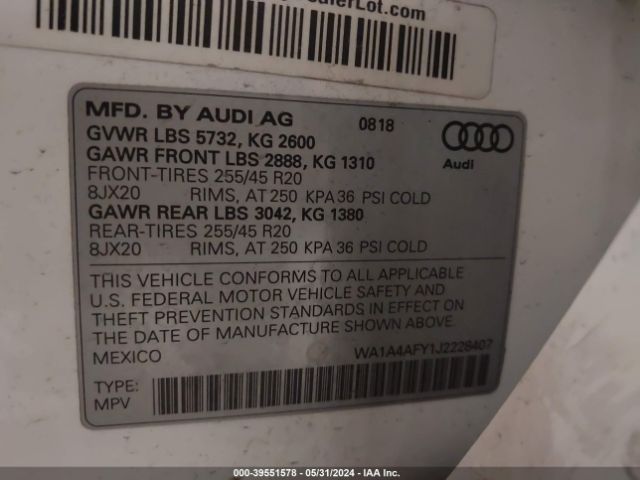 Lot.com
MFD. BY AUDI AG 0818
GVWR LBS 5732, KG 2600
GAWR FRONT LBS 2888, KG 1310
FRONT-TIRES 255/45 R20
8JX20 RIMS, AT 250 KPA 36 PSI COLD
GAWR REAR LBS 3042, KG 1380
REAR-TIRES 255/45 R20
8JX20 RIMS, AT 250 KPA 36 PSI COLD
Audi
THIS VEHICLE CONFORMS TO ALL APPLICABLE
U.S. FEDERAL MOTOR VEHICLE SAFETY AND
THEFT PREVENTION STANDARDS IN EFFECT ON
THE DATE OF MANUFACTURE SHOWN ABOVE.
MEXICO WA1A4AFY1J2228407
TYPE:
MPV
000-39551578 - 05/31/2024 - IAA Inc.